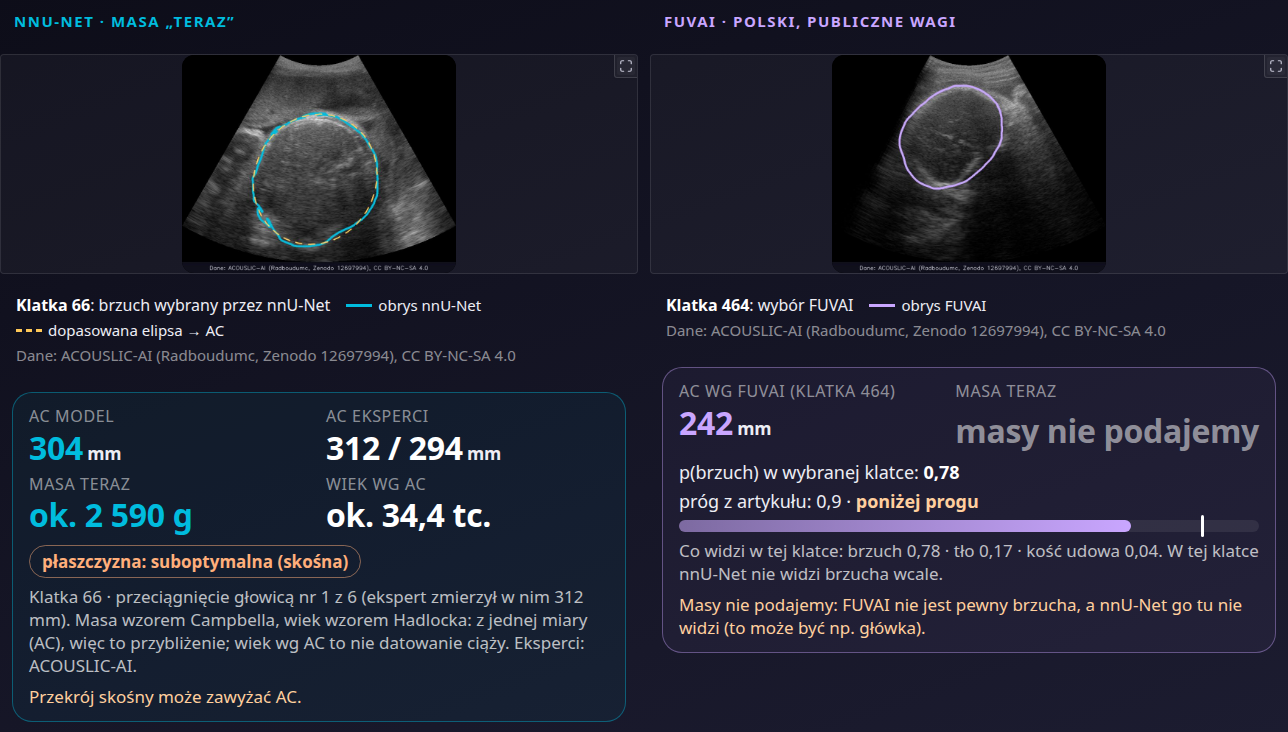 NNU-NET · MASA „TERAZ”
Dane: ACOUSLIC-AI (Radboudumc, Zenodo 12697994), CC BY-NC-SA 4.0
Klatka 66: brzuch wybrany przez nnU-Net obrys nnU-Net
dopasowana elipsa → AC
Dane: ACOUSLIC-AI (Radboudumc, Zenodo 12697994), CC BY-NC-SA 4.0
AC MODEL AC EKSPERCI
304 mm 312 / 294 mm
MASA TERAZ WIEK WG AC
ok. 2 590 g ok. 34,4 tc.
płaszczyzna: suboptymalna (skośna)
Klatka 66 · przeciągnięcie głowicą nr 1 z 6 (ekspert zmierzył w nim 312
mm). Masa wzorem Campbella, wiek wzorem Hadlocka: z jednej miary
(AC), więc to przybliżenie; wiek wg AC to nie datowanie ciąży. Eksperci:
ACOUSLIC-AI.
Przekrój skośny może zawyżać AC.
FUVAI · POLSKI, PUBLICZNE WAGI
Dane: ACOUSLIC-AI (Radboudumc, Zenodo 12697994), CC BY-NC-SA 4.0
Klatka 464: wybór FUVAI obrys FUVAI
Dane: ACOUSLIC-AI (Radboudumc, Zenodo 12697994), CC BY-NC-SA 4.0
AC WG FUVAI (KLATKA 464) MASA TERAZ
242 mm masy nie podajemy
p(brzuch) w wybranej klatce: 0,78
próg z artykułu: 0,9 · poniżej progu
Co widzi w tej klatce: brzuch 0,78 · tło 0,17 · kość udowa 0,04. W tej klatce
nnU-Net nie widzi brzucha wcale.
Masy nie podajemy: FUVAI nie jest pewny brzucha, a nnU-Net go tu nie
widzi (to może być np. główka).